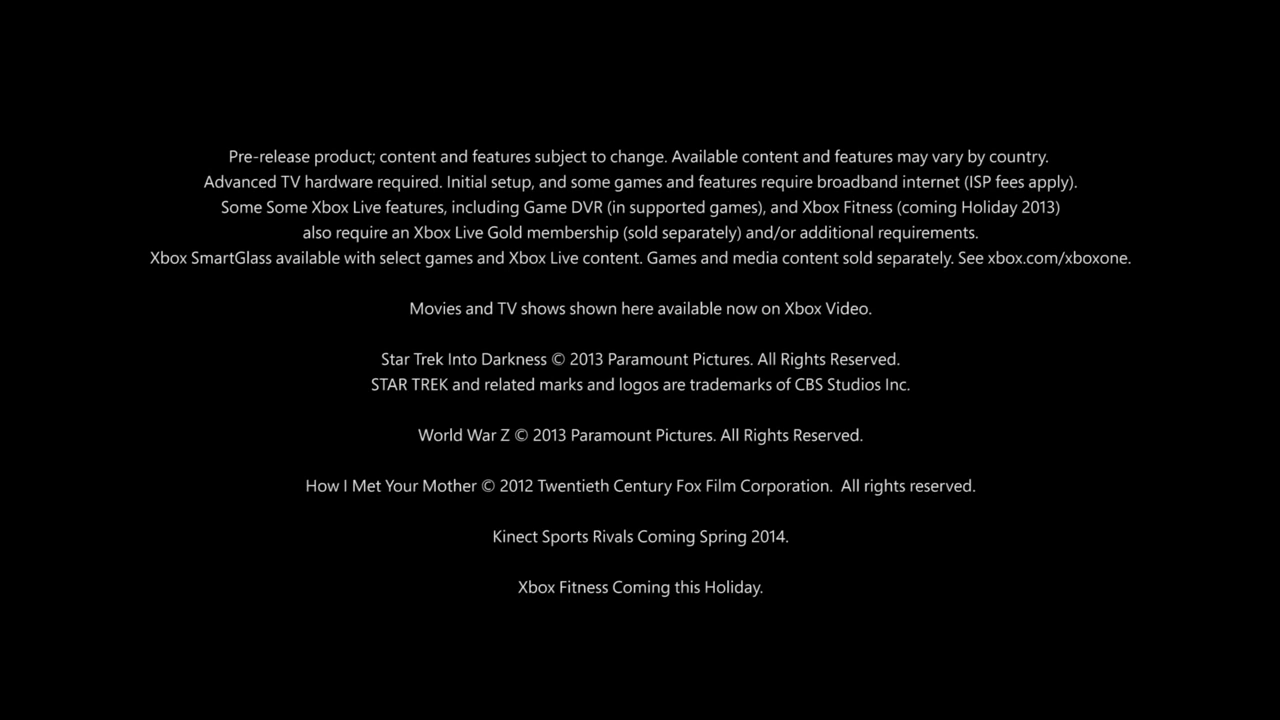 Pre-release product; content and features subject to change. Available content and features may vary by country.
Advanced TV hardware required. Initial setup, and some games and features require broadband internet (ISP fees apply).
Some Some Xbox Live features, including Game DVR (in supported games), and Xbox Fitness (coming Holiday 2013)
also require an Xbox Live Gold membership (sold separately) and/or additional requirements.
Xbox SmartGlass available with select games and Xbox Live content. Games and media content sold separately. See xbox.com/xboxone.
Movies and TV shows shown here available now on Xbox Video.
Star Trek Into Darkness © 2013 Paramount Pictures. All Rights Reserved.
STAR TREK and related marks and logos are trademarks of CBS Studios Inc.
World War Z © 2013 Paramount Pictures. All Rights Reserved.
How I Met Your Mother © 2012 Twentieth Century Fox Film Corporation.  All rights reserved.
Kinect Sports Rivals Coming Spring 2014.
Xbox Fitness Coming this Holiday.